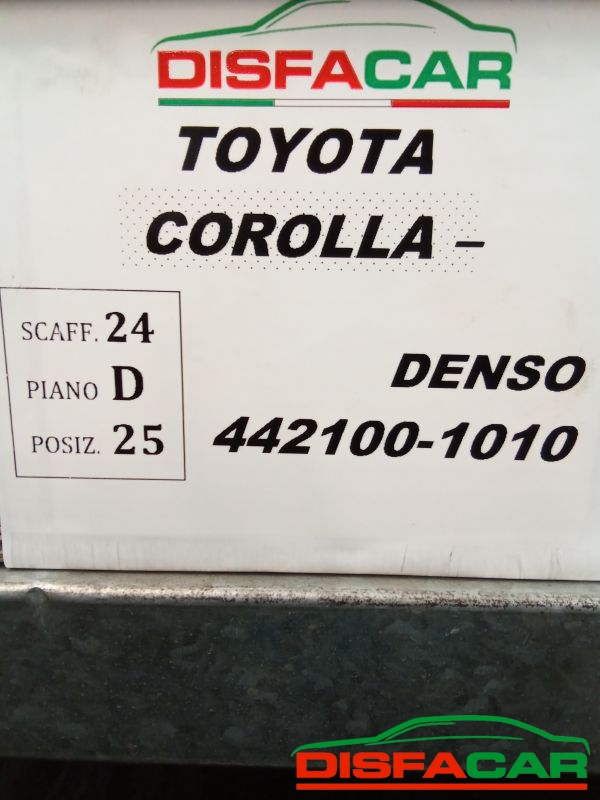 DISFACAR
TOYOTA
COROLLA –
SCAFF. 24
PIANO D
POSIZ. 25
DENSO
442100-1010
DISFACAR